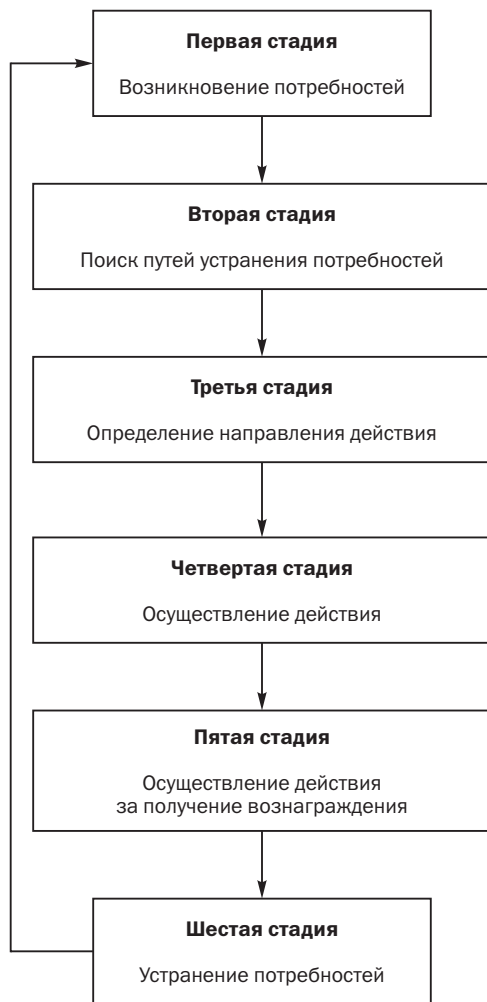 Первая стадия
Возникновение потребностей
Вторая стадия
Поиск путей устранения потребностей
Третья стадия
Определение направления действия
Четвертая стадия
Осуществление действия
Пятая стадия
Осуществление действия
за получение вознаграждения
Шестая стадия
Устранение потребностей